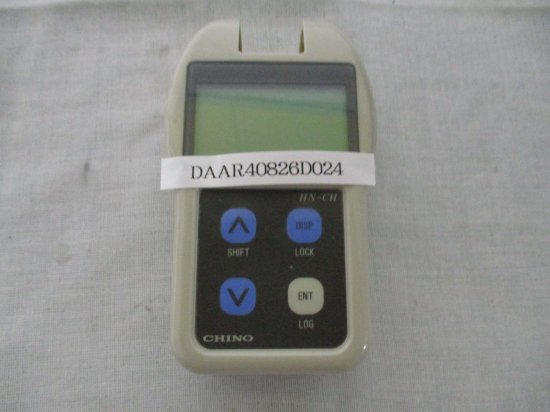 DAAR40826D024
HN-CH
DISP
SHIFT
LOCK
ENT
LOG
CHINO